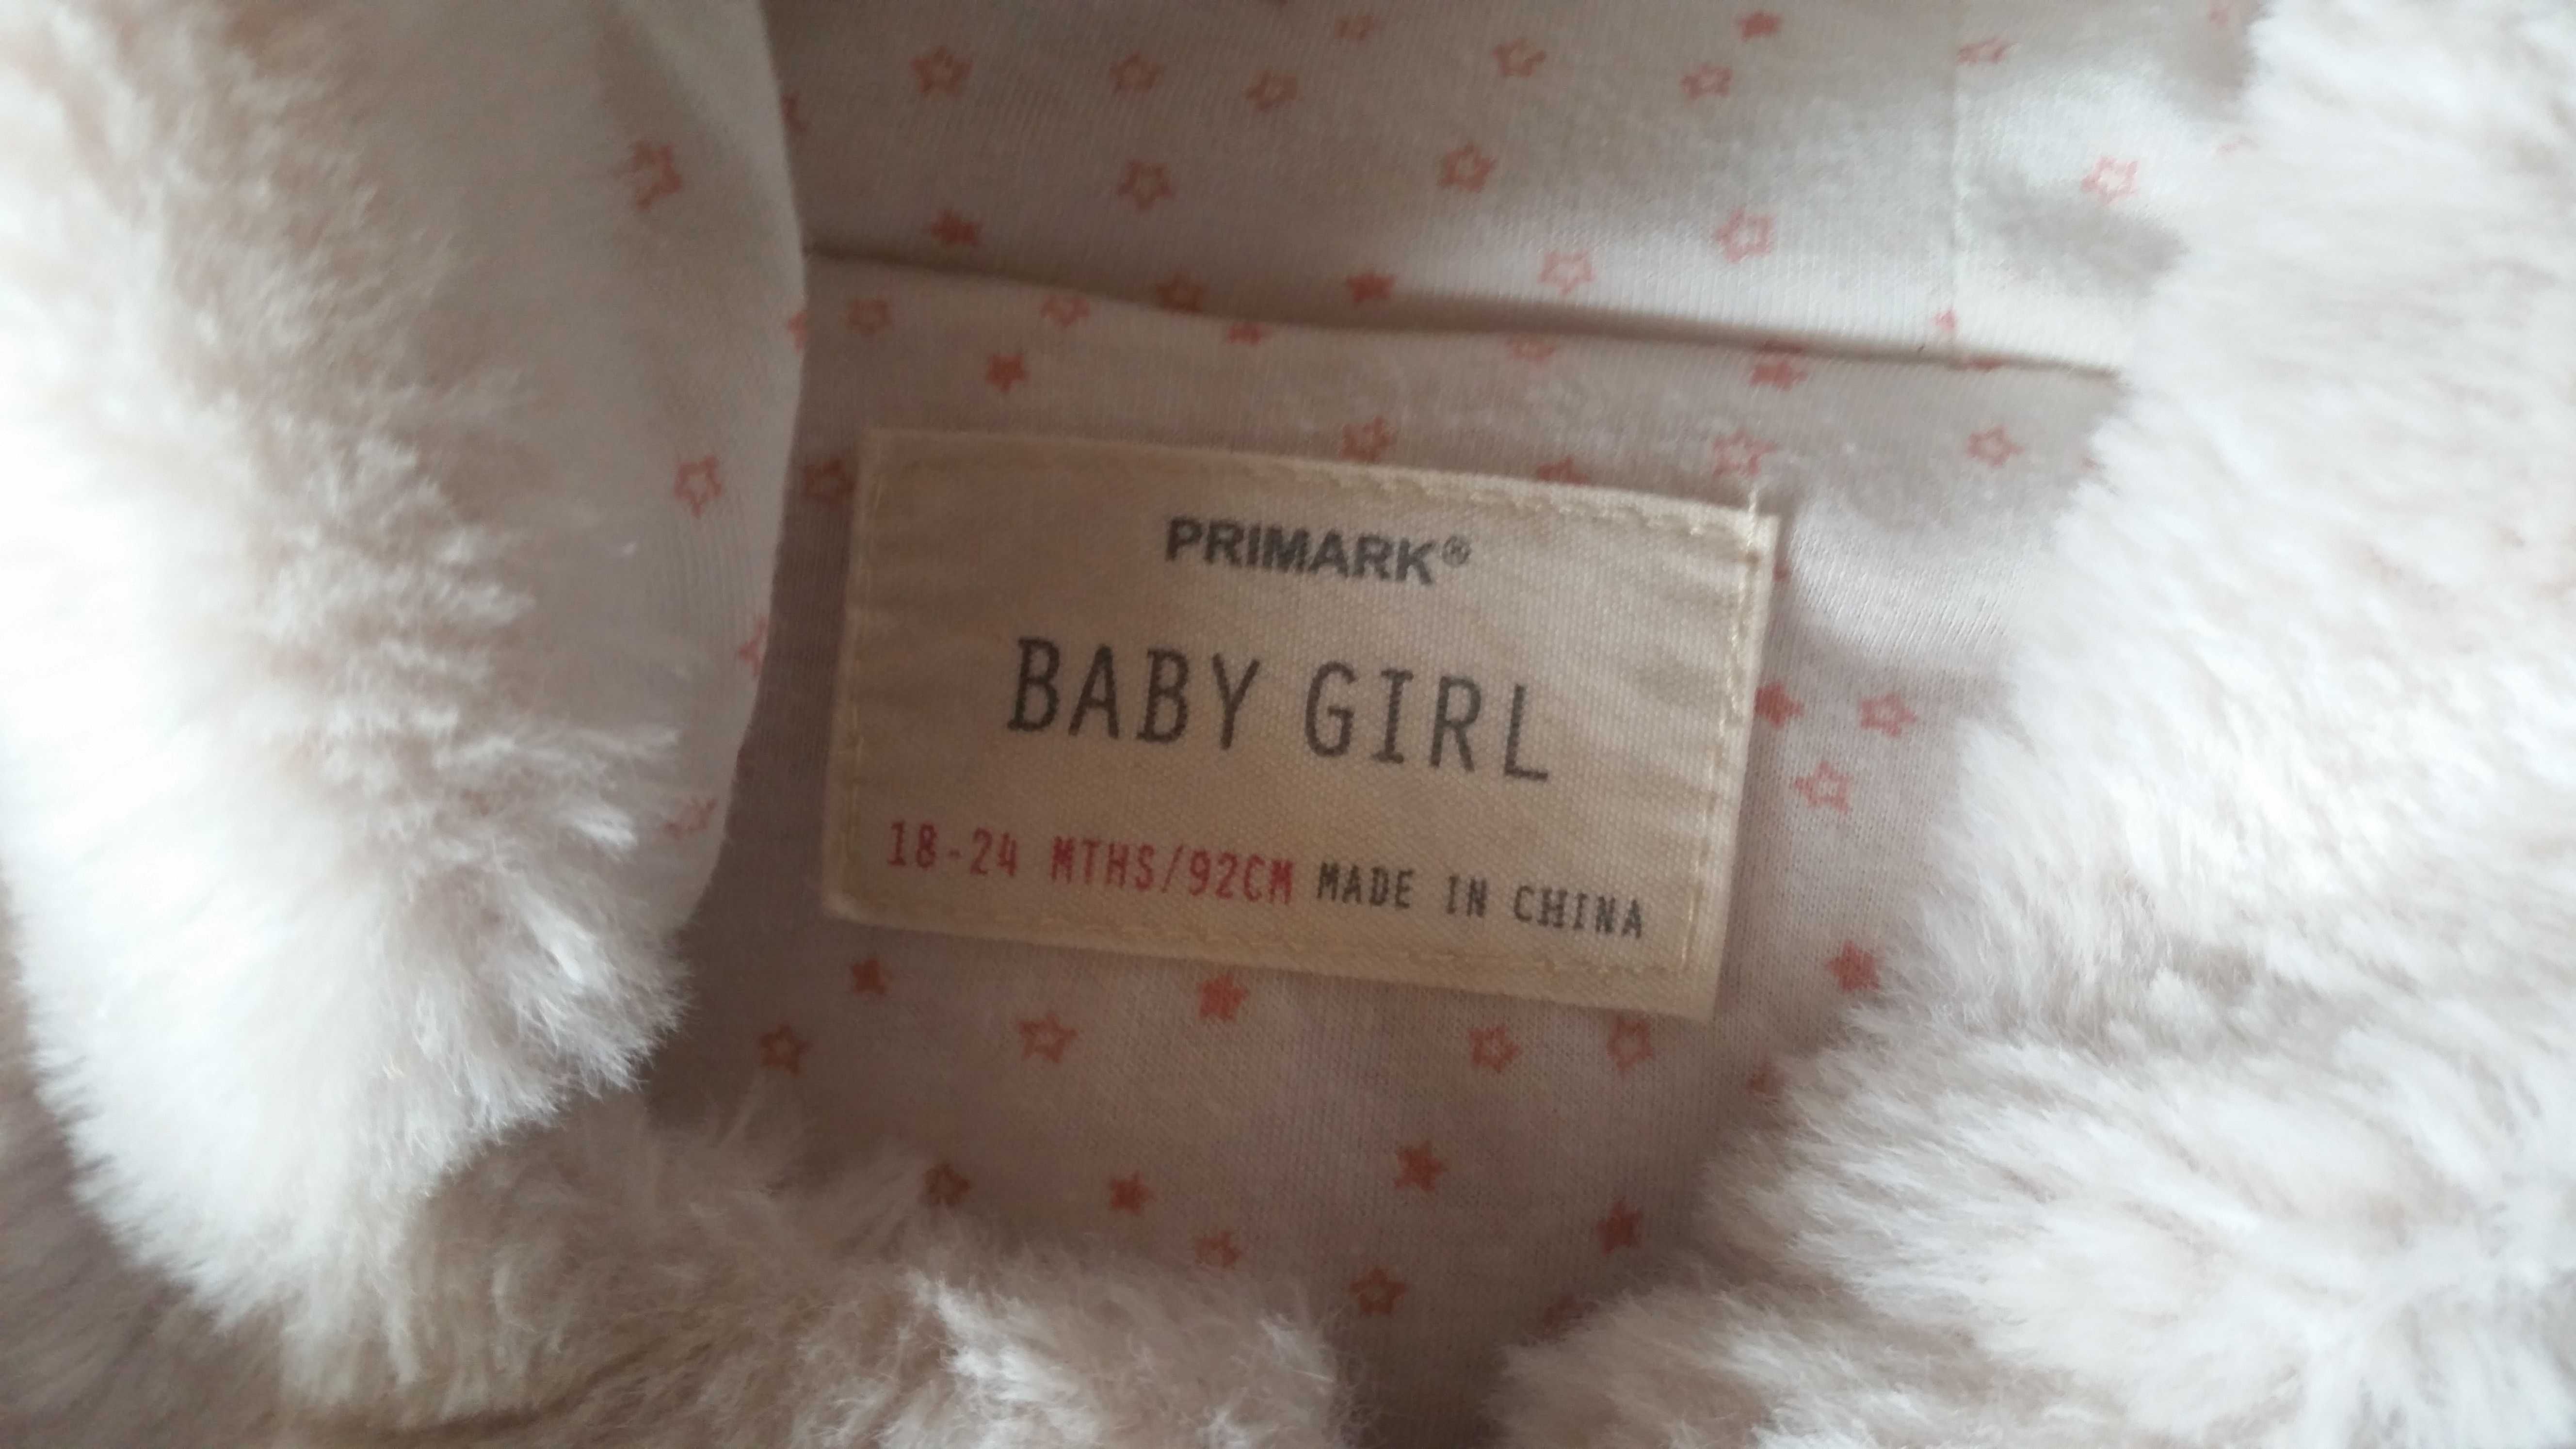 PRIMARK®
BABY GIRL
18-24 MTHS/92CM MADE IN CHINA